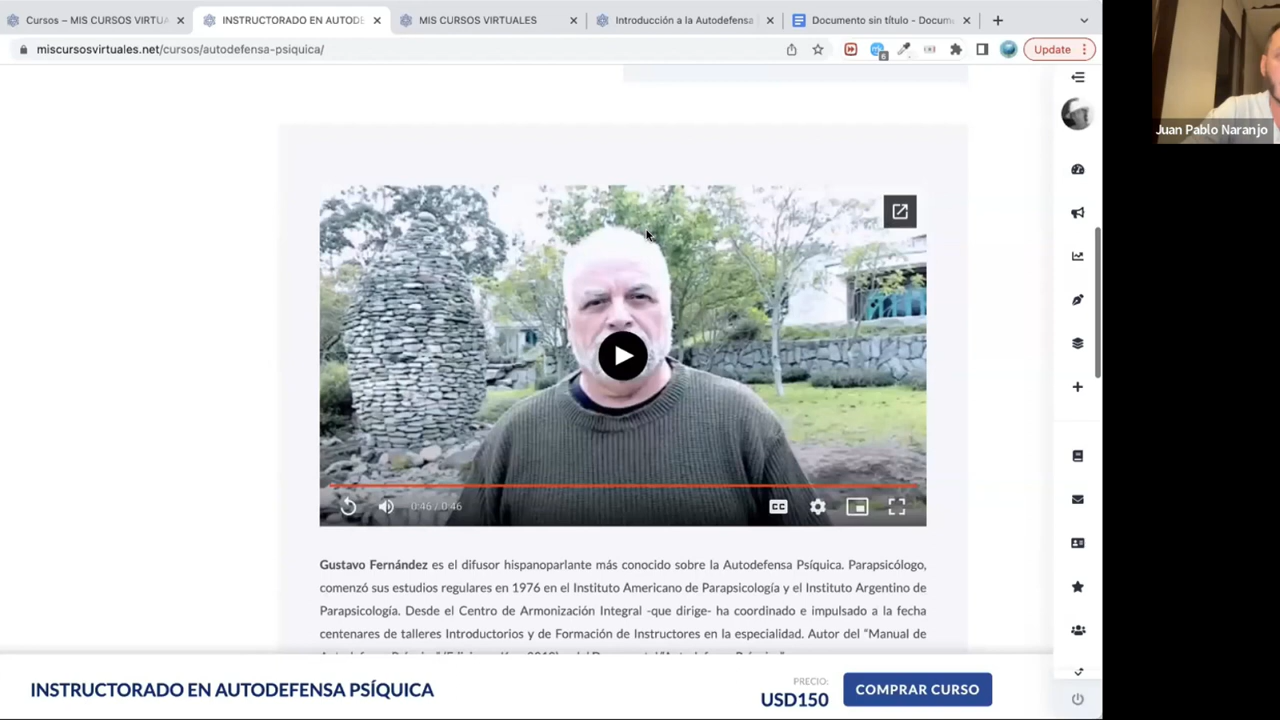 Cursos – MIS CURSOS VIRTUA
INSTRUCTORADO EN AUTODE
MIS CURSOS VIRTUALES
Introducción a la Autodefensa
Documento sin título - Docum
miscursosvirtuales.net/cursos/autodefensa-psiquica/
6
Update
Juan Pablo Naranjo
0:46 / 0:46
CC
Gustavo Fernández es el difusor hispanoparlante más conocido sobre la Autodefensa Psíquica. Parapsicólogo,
comenzó sus estudios regulares en 1976 en el Instituto Americano de Parapsicología y el Instituto Argentino de
Parapsicología. Desde el Centro de Armonización Integral -que dirige- ha coordinado e impulsado a la fecha
centenares de talleres Introductorios y de Formación de Instructores en la especialidad. Autor del “Manual de
INSTRUCTORADO EN AUTODEFENSA PSÍQUICA
PRECIO:
USD150
COMPRAR CURSO